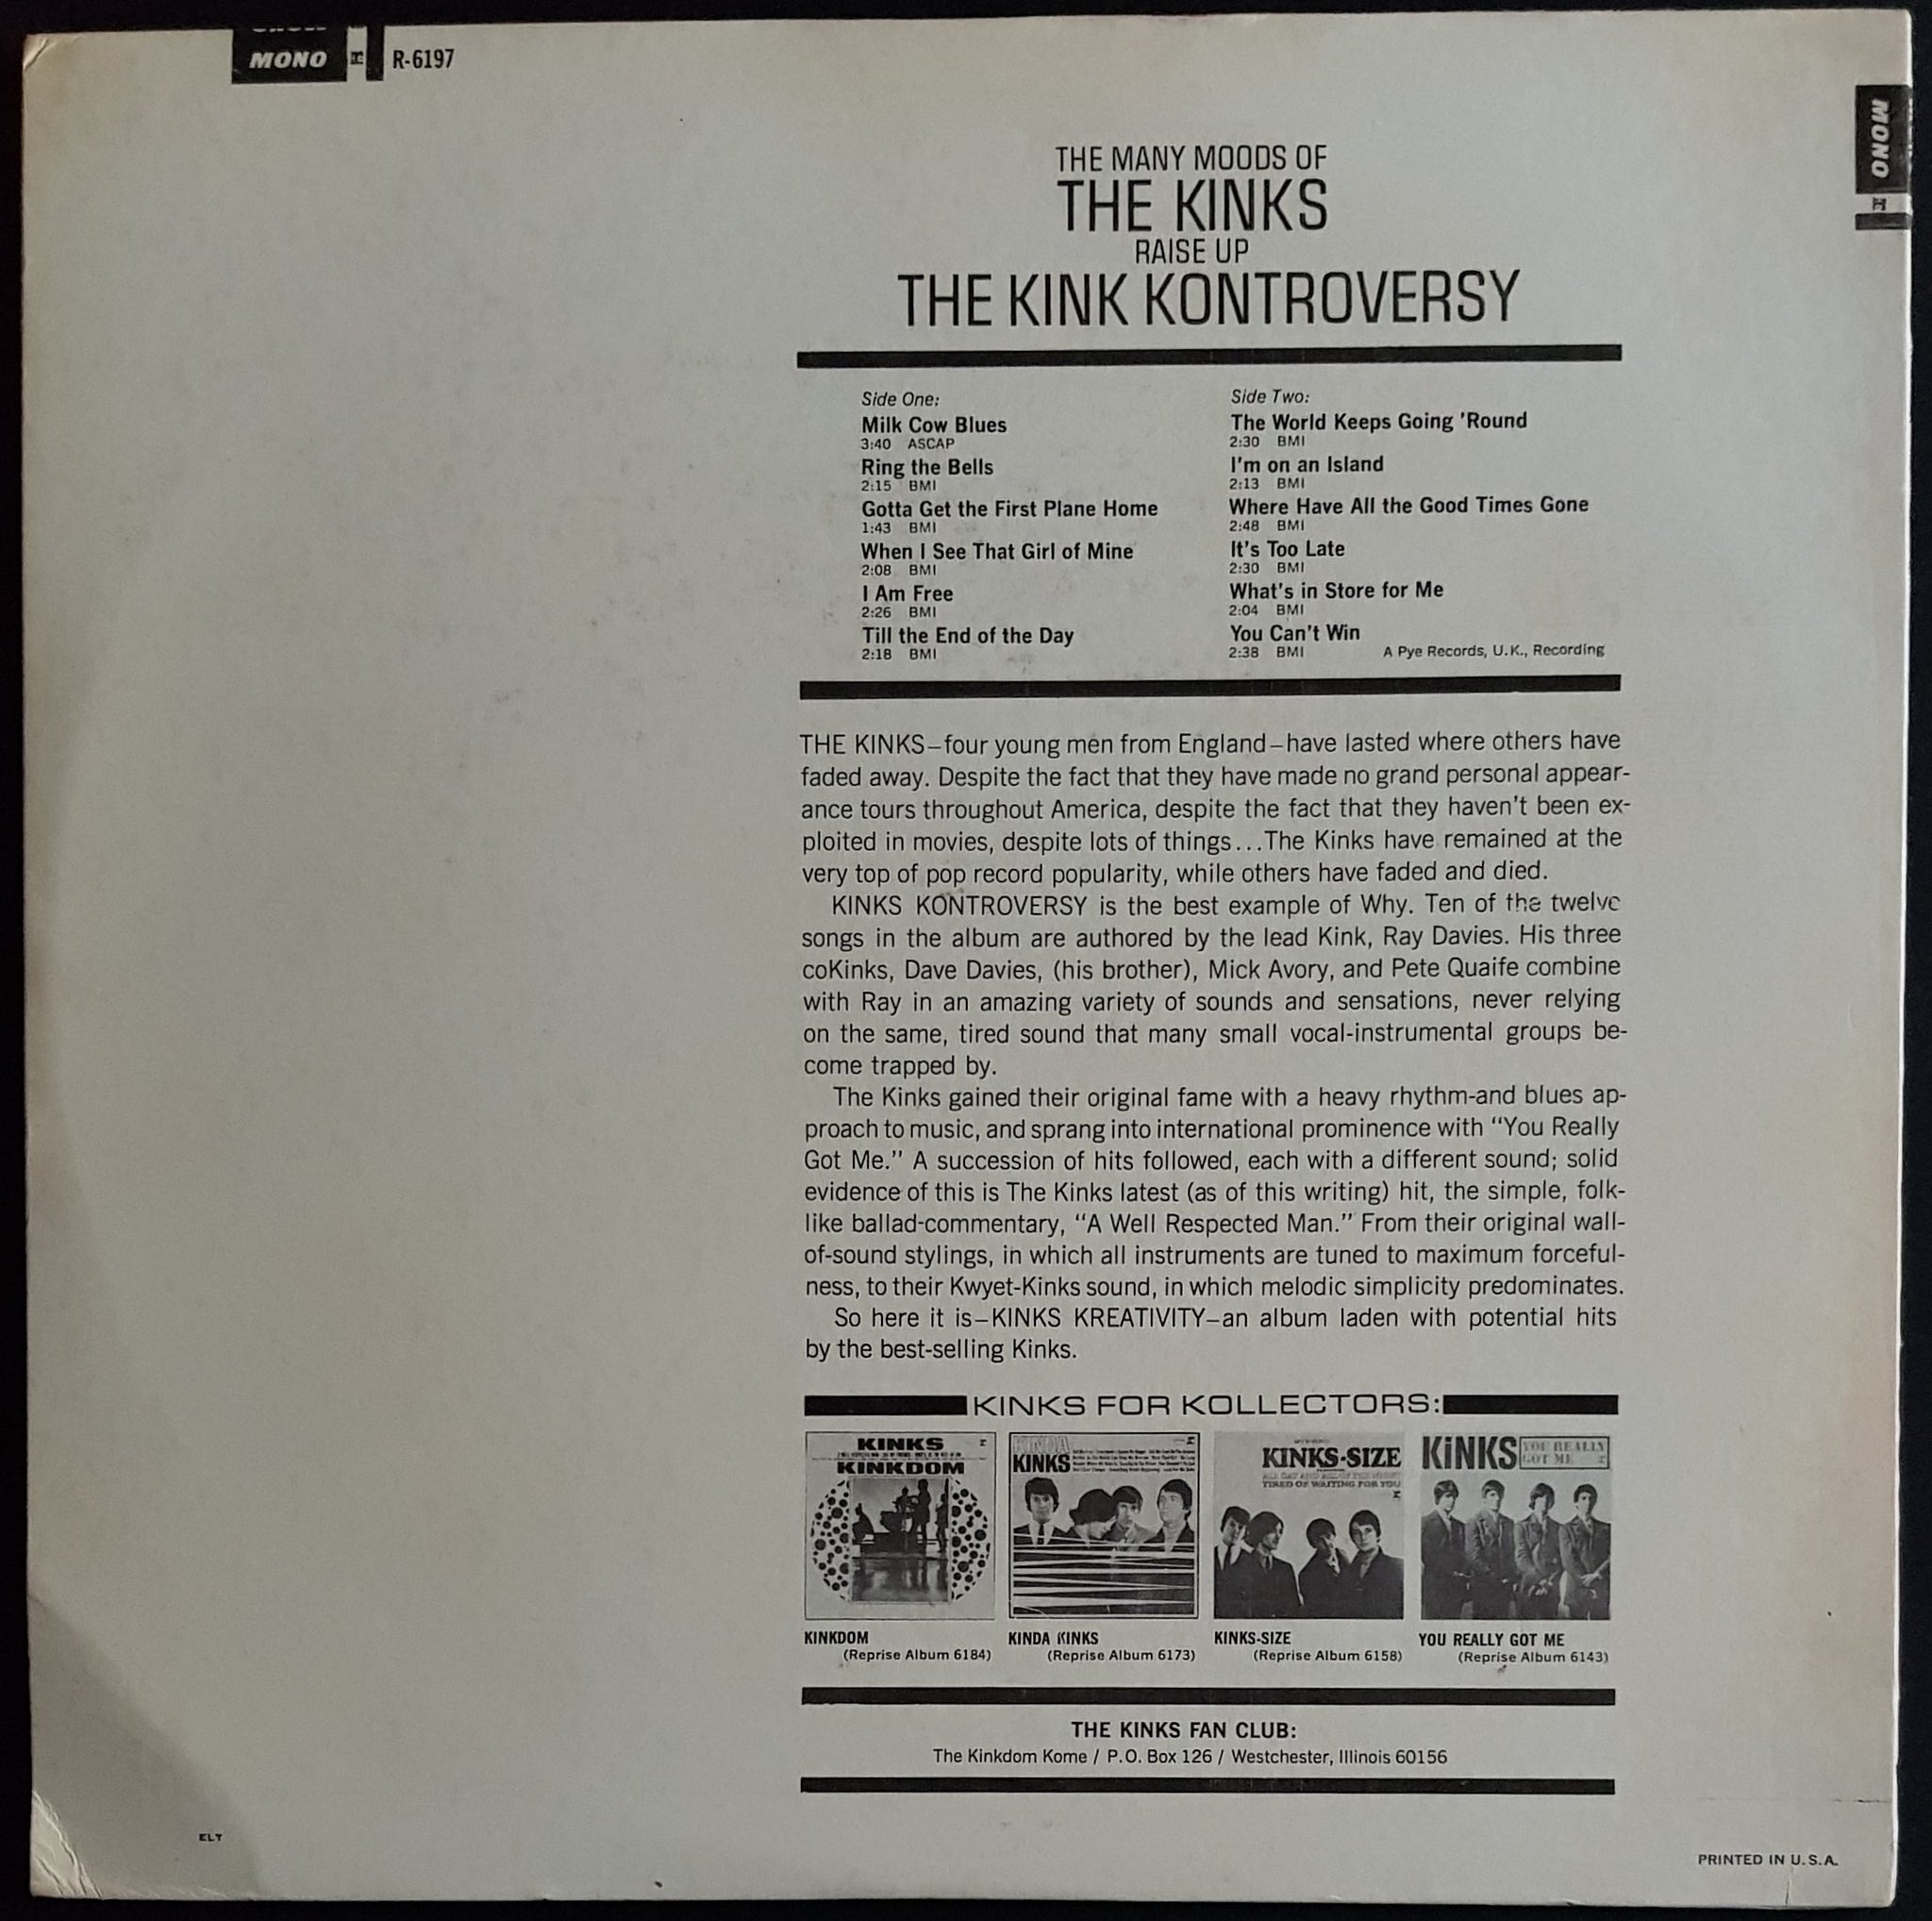 MONO R-6197
MONO
THE MANY MOODS OF
THE KINKS
RAISE UP
THE KINK KONTROVERSY
Side One:
Milk Cow Blues
3:40 ASCAP
Ring the Bells
2:15 BMI
Gotta Get the First Plane Home
1:43 BMI
When I See That Girl of Mine
2:08 BMI
I Am Free
2:26 BMI
Till the End of the Day
2:18 BMI
Side Two:
The World Keeps Going 'Round
2:30 BMI
I'm on an Island
2:13 BMI
Where Have All the Good Times Gone
2:48 BMI
It's Too Late
2:30 BMI
What's in Store for Me
2:04 BMI
You Can't Win
2:38 BMI A Pye Records, U.K., Recording
THE KINKS–four young men from England–have lasted where others have
faded away. Despite the fact that they have made no grand personal appear-
ance tours throughout America, despite the fact that they haven't been ex-
ploited in movies, despite lots of things...The Kinks have remained at the
very top of pop record popularity, while others have faded and died.
KINKS KONTROVERSY is the best example of Why. Ten of the twelve
songs in the album are authored by the lead Kink, Ray Davies. His three
coKinks, Dave Davies, (his brother), Mick Avory, and Pete Quaife combine
with Ray in an amazing variety of sounds and sensations, never relying
on the same, tired sound that many small vocal-instrumental groups be-
come trapped by.
The Kinks gained their original fame with a heavy rhythm-and blues ap-
proach to music, and sprang into international prominence with "You Really
Got Me." A succession of hits followed, each with a different sound; solid
evidence of this is The Kinks latest (as of this writing) hit, the simple, folk-
like ballad-commentary, "A Well Respected Man." From their original wall-
of-sound stylings, in which all instruments are tuned to maximum forceful-
ness, to their Kwyet-Kinks sound, in which melodic simplicity predominates.
So here it is–KINKS KREATIVITY–an album laden with potential hits
by the best-selling Kinks.
KINKS FOR KOLLECTORS:
KINKS
KINKDOM
KINDA
KINKS
KINKS-SIZE
ALL DAY AND ALL OF THE NIGHT
TIRED OF WAITING FOR YOU
KiNKS YOU REALLY
GOT ME
KINKDOM
(Reprise Album 6184)
KINDA KINKS
(Reprise Album 6173)
KINKS-SIZE
(Reprise Album 6158)
YOU REALLY GOT ME
(Reprise Album 6143)
THE KINKS FAN CLUB:
The Kinkdom Kome / P.O. Box 126 / Westchester, Illinois 60156
ELT
PRINTED IN U.S.A.